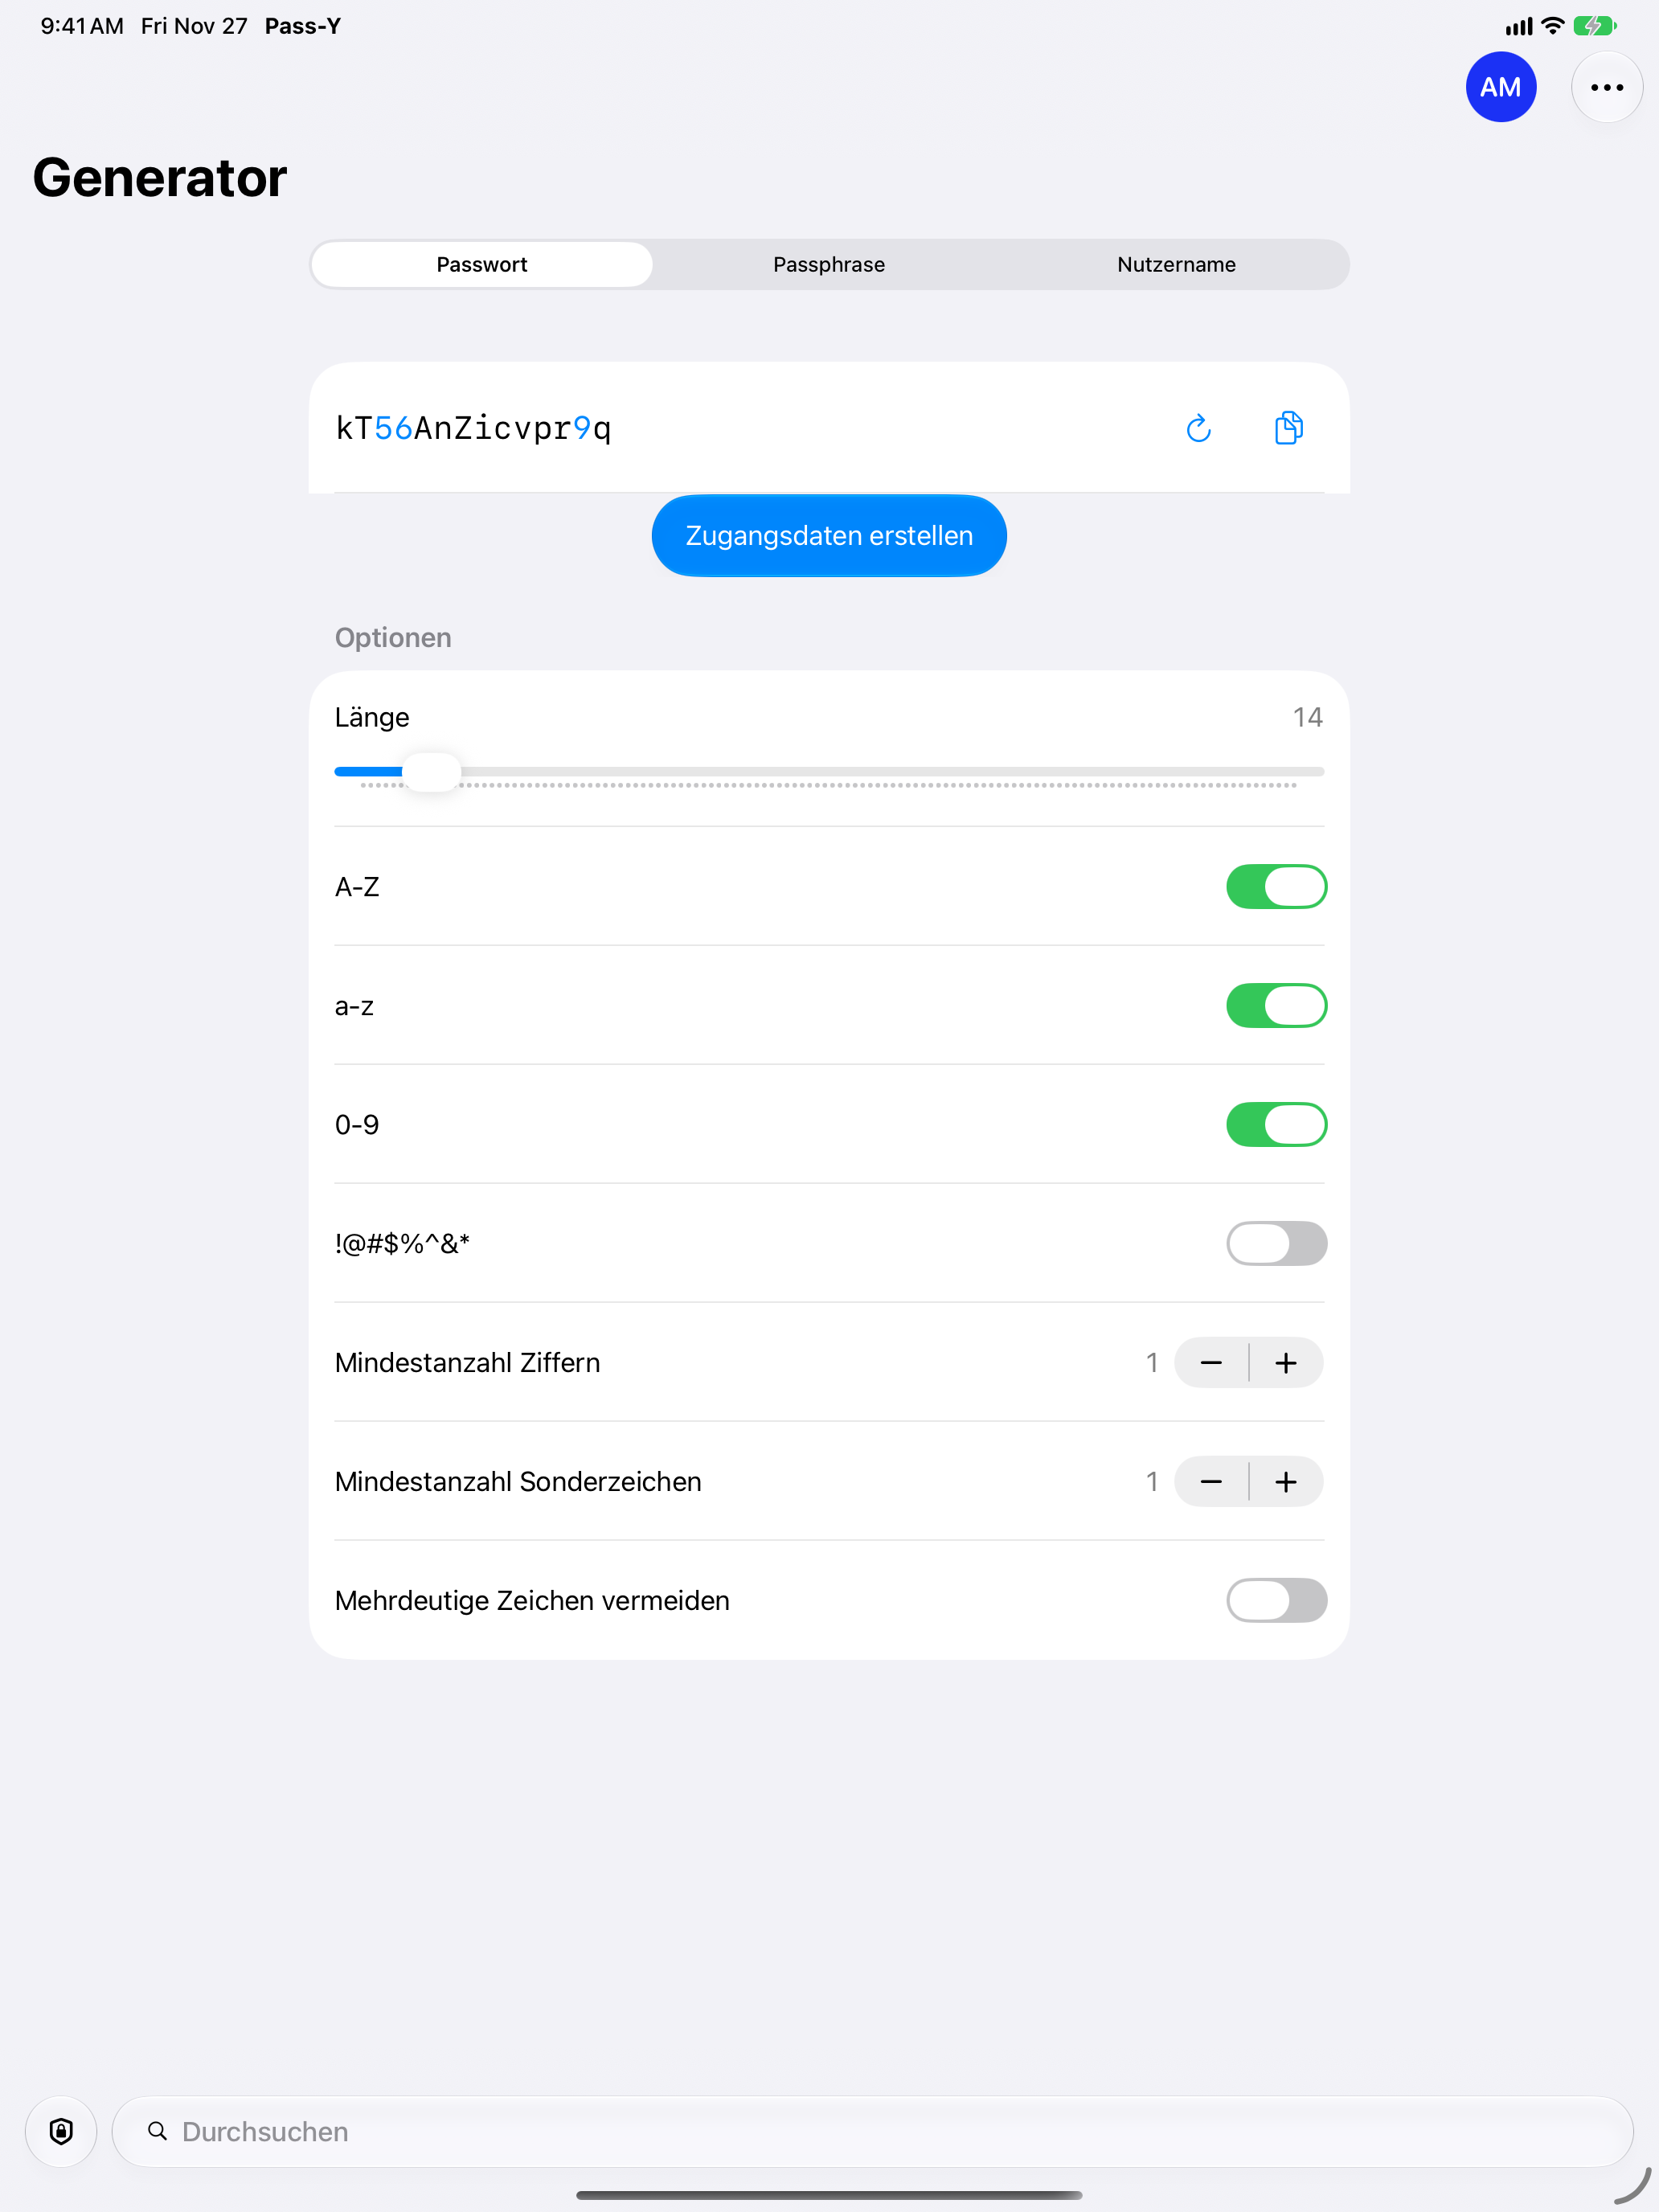 9:41 AM Fri Nov 27 Pass-Y
AM
Generator
Passwort Passphrase Nutzername
kT56AnZicvpr9q
Zugangsdaten erstellen
Optionen
Länge 14
A-Z
a-z
0-9
!@#$%^&*
Mindestanzahl Ziffern 1
Mindestanzahl Sonderzeichen 1
Mehrdeutige Zeichen vermeiden
Durchsuchen